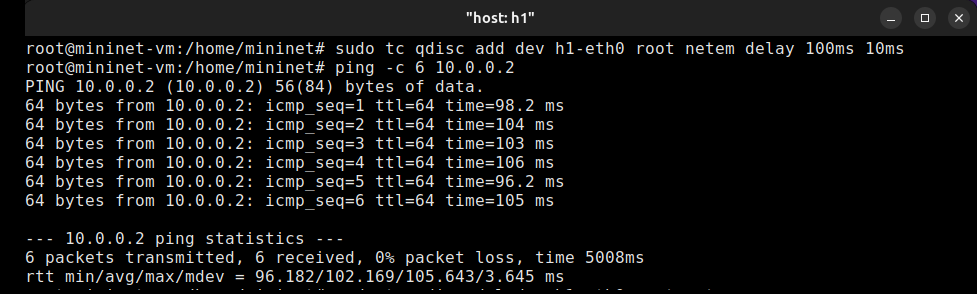 "host: h1"
root@mininet-vm:/home/mininet# sudo tc qdisc add dev h1-eth0 root netem delay 100ms 10ms
root@mininet-vm:/home/mininet# ping -c 6 10.0.0.2
PING 10.0.0.2 (10.0.0.2) 56(84) bytes of data.
64 bytes from 10.0.0.2: icmp_seq=1 ttl=64 time=98.2 ms
64 bytes from 10.0.0.2: icmp_seq=2 ttl=64 time=104 ms
64 bytes from 10.0.0.2: icmp_seq=3 ttl=64 time=103 ms
64 bytes from 10.0.0.2: icmp_seq=4 ttl=64 time=106 ms
64 bytes from 10.0.0.2: icmp_seq=5 ttl=64 time=96.2 ms
64 bytes from 10.0.0.2: icmp_seq=6 ttl=64 time=105 ms
--- 10.0.0.2 ping statistics ---
6 packets transmitted, 6 received, 0% packet loss, time 5008ms
rtt min/avg/max/mdev = 96.182/102.169/105.643/3.645 ms